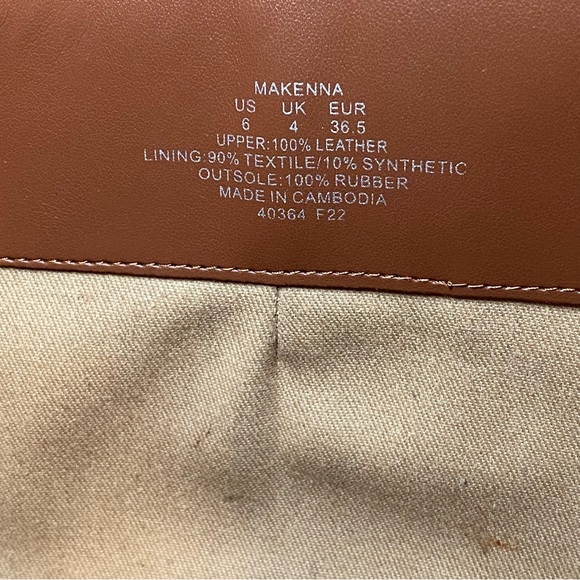 MAKENNA
US UK EUR
6 4 36.5
UPPER:100% LEATHER
LINING:90% TEXTILE/10% SYNTHETIC
OUTSOLE:100% RUBBER
MADE IN CAMBODIA
40364 F22